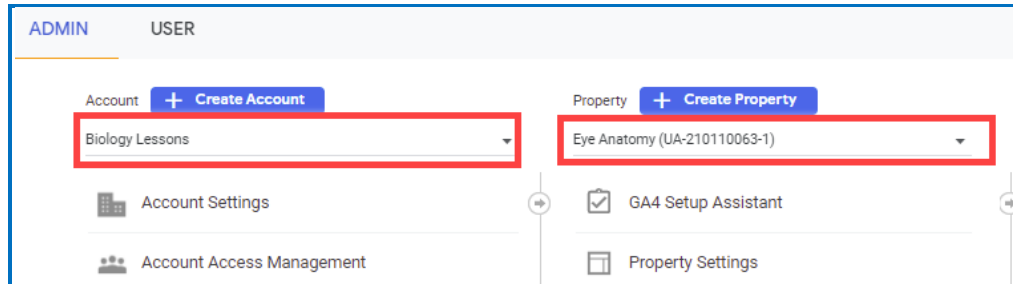 ADMIN USER
Account + Create Account
Property + Create Property
Biology Lessons
Eye Anatomy (UA-210110063-1)
Account Settings
GA4 Setup Assistant
Account Access Management
Property Settings